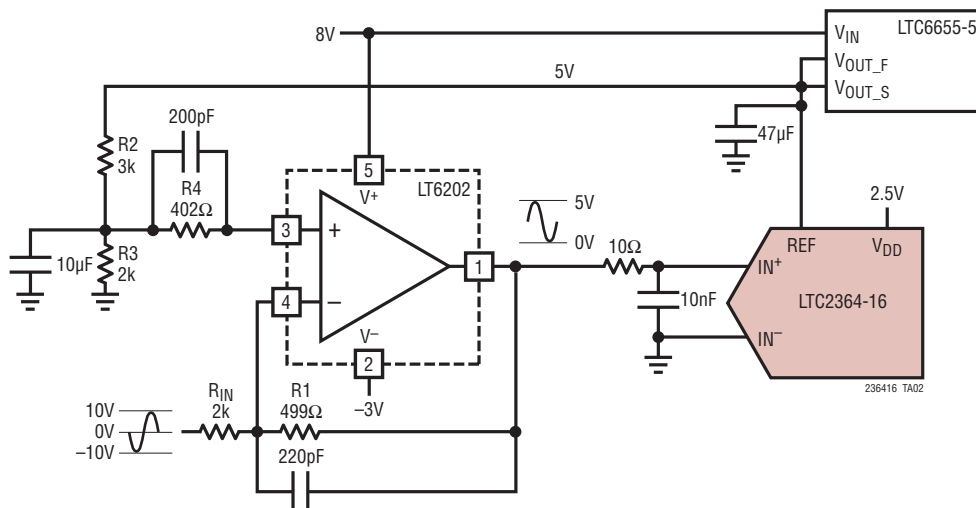 LTC6655-5
8V
V_IN
V_OUT_F
V_OUT_S
5V
200pF
47µF
R2
3k
R4
402Ω
5
V+
LT6202
2.5V
5V
0V
3
+
10Ω
REF
V_DD
10µF
R3
2k
1
IN+
4
–
10nF
LTC2364-16
V–
IN–
2
R_IN
2k
R1
499Ω
–3V
236416 TA02
10V
0V
–10V
220pF